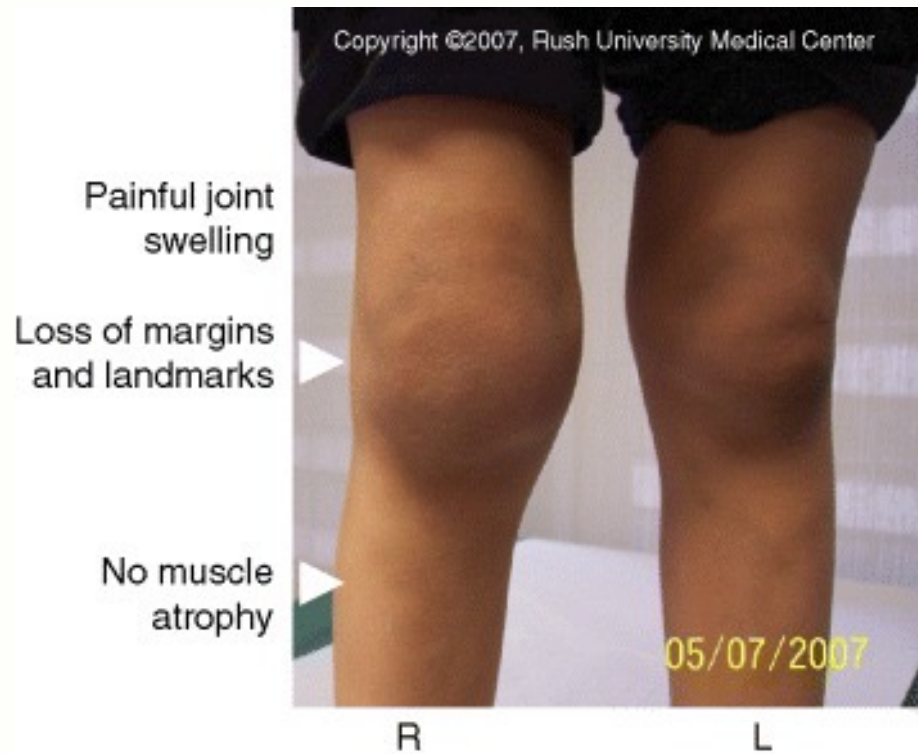 Copyright ©2007, Rush University Medical Center
Painful joint
swelling
Loss of margins
and landmarks
No muscle
atrophy
05/07/2007
R
L